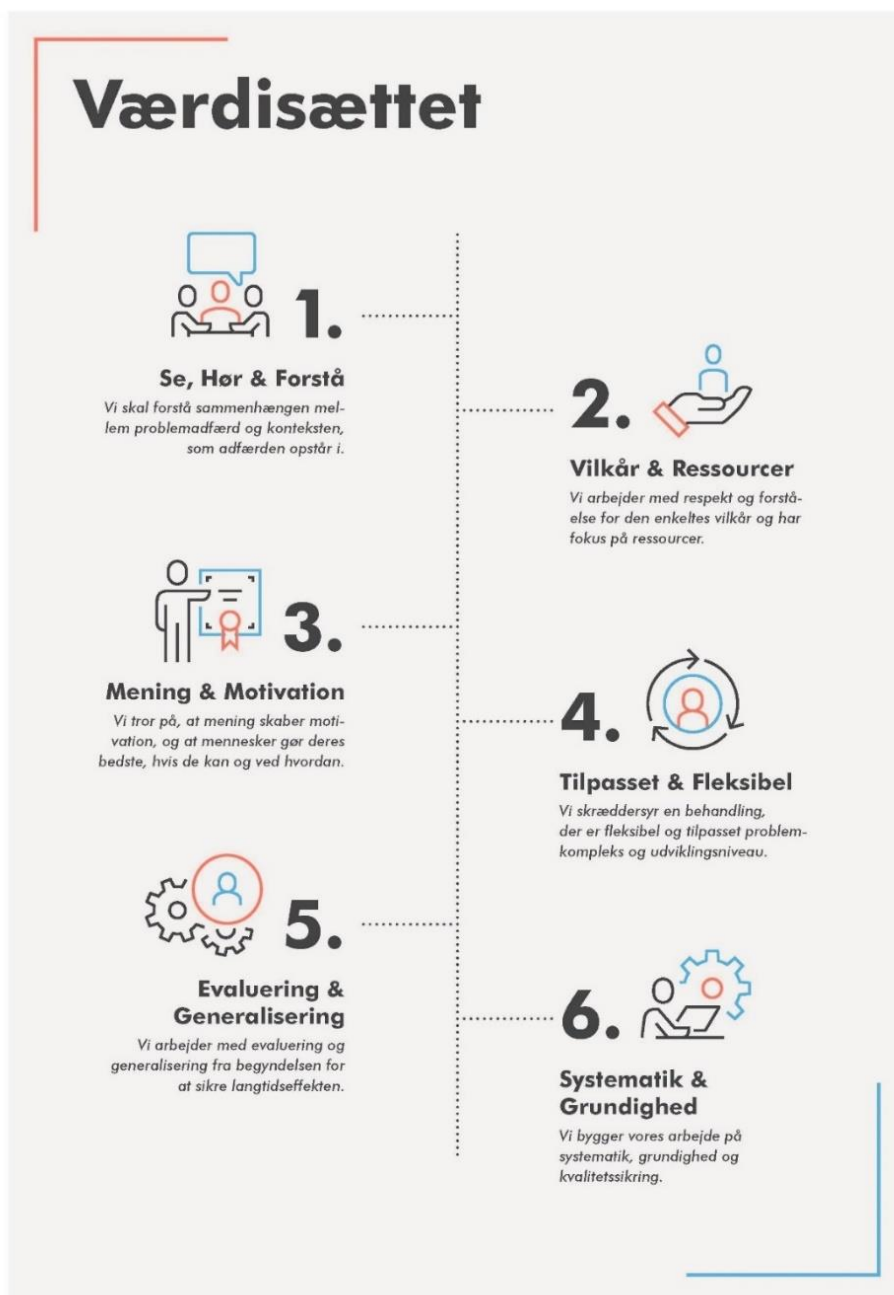 Værdisættet
1.
Se, Hør & Forstå
Vi skal forstå sammenhængen mel-
lem problemadfærd og konteksten,
som adfærden opstår i.
2.
Vilkår & Ressourcer
Vi arbejder med respekt og forstå-
else for den enkeltes vilkår og har
fokus på ressourcer.
3.
Mening & Motivation
Vi tror på, at mening skaber moti-
vation, og at mennesker gør deres
bedste, hvis de kan og ved hvordan.
4.
Tilpasset & Fleksibel
Vi skræddersyr en behandling,
der er fleksibel og tilpasset problem-
kompleks og udviklingsniveau.
5.
Evaluering &
Generalisering
Vi arbejder med evaluering og
generalisering fra begyndelsen for
at sikre langtidseffekten.
6.
Systematik &
Grundighed
Vi bygger vores arbejde på
systematik, grundighed og
kvalitetssikring.